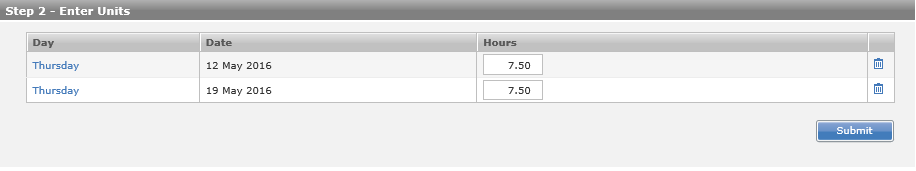 Step 2 - Enter Units
Day Date Hours
Thursday 12 May 2016 7.50
Thursday 19 May 2016 7.50
Submit